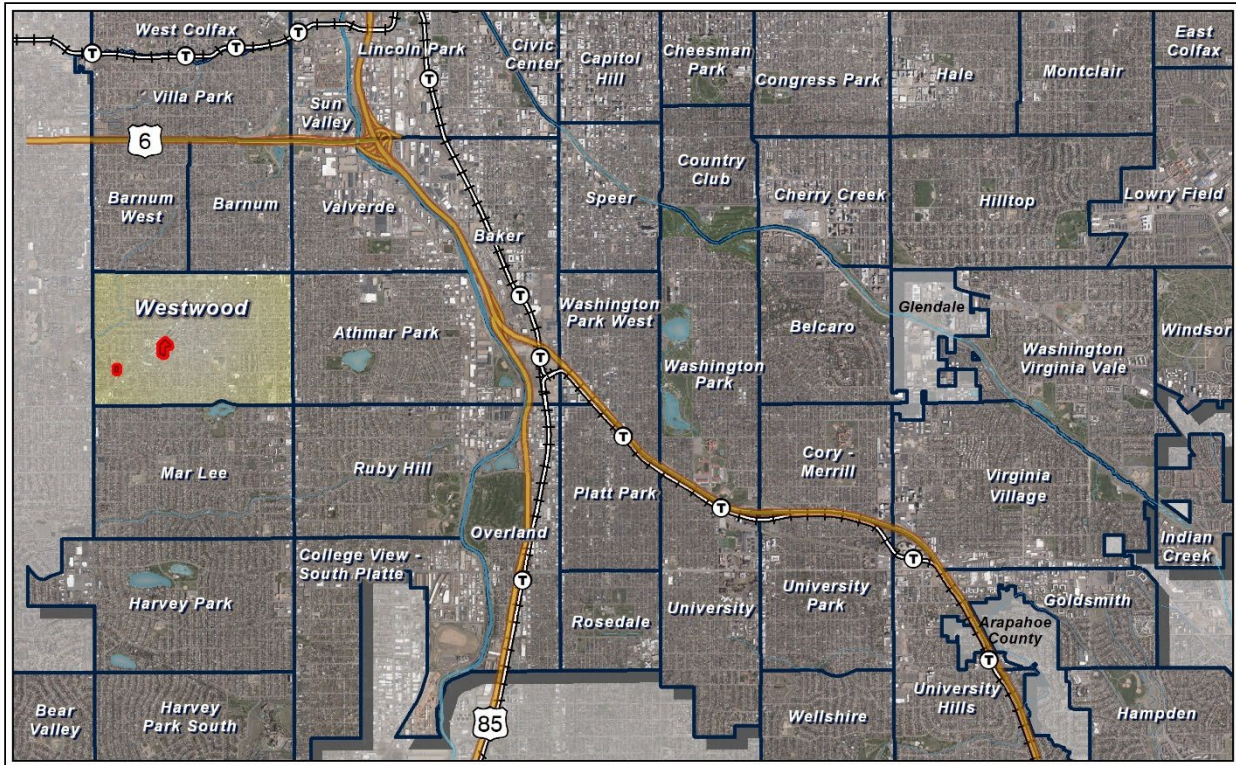 West Colfax
Lincoln Park
Civic
Center
Capitol
Hill
Cheesman
Park
Congress Park
Hale
Montclair
East
Colfax
Villa Park
Sun
Valley
6
Barnum
West
Barnum
Valverde
Baker
Speer
Country
Club
Cherry Creek
Hilltop
Lowry Field
Westwood
Athmar Park
Washington
Park West
Washington
Park
Belcaro
Glendale
Washington
Virginia Vale
Windsor
Mar Lee
Ruby Hill
Platt Park
Cory -
Merrill
Virginia
Village
Overland
College View -
South Platte
Indian
Creek
Harvey Park
Rosedale
University
University
Park
Goldsmith
Arapahoe
County
Bear
Valley
Harvey
Park South
85
Wellshire
University
Hills
Hampden
T
T
T
T
T
T
T
T
T
T
T
T